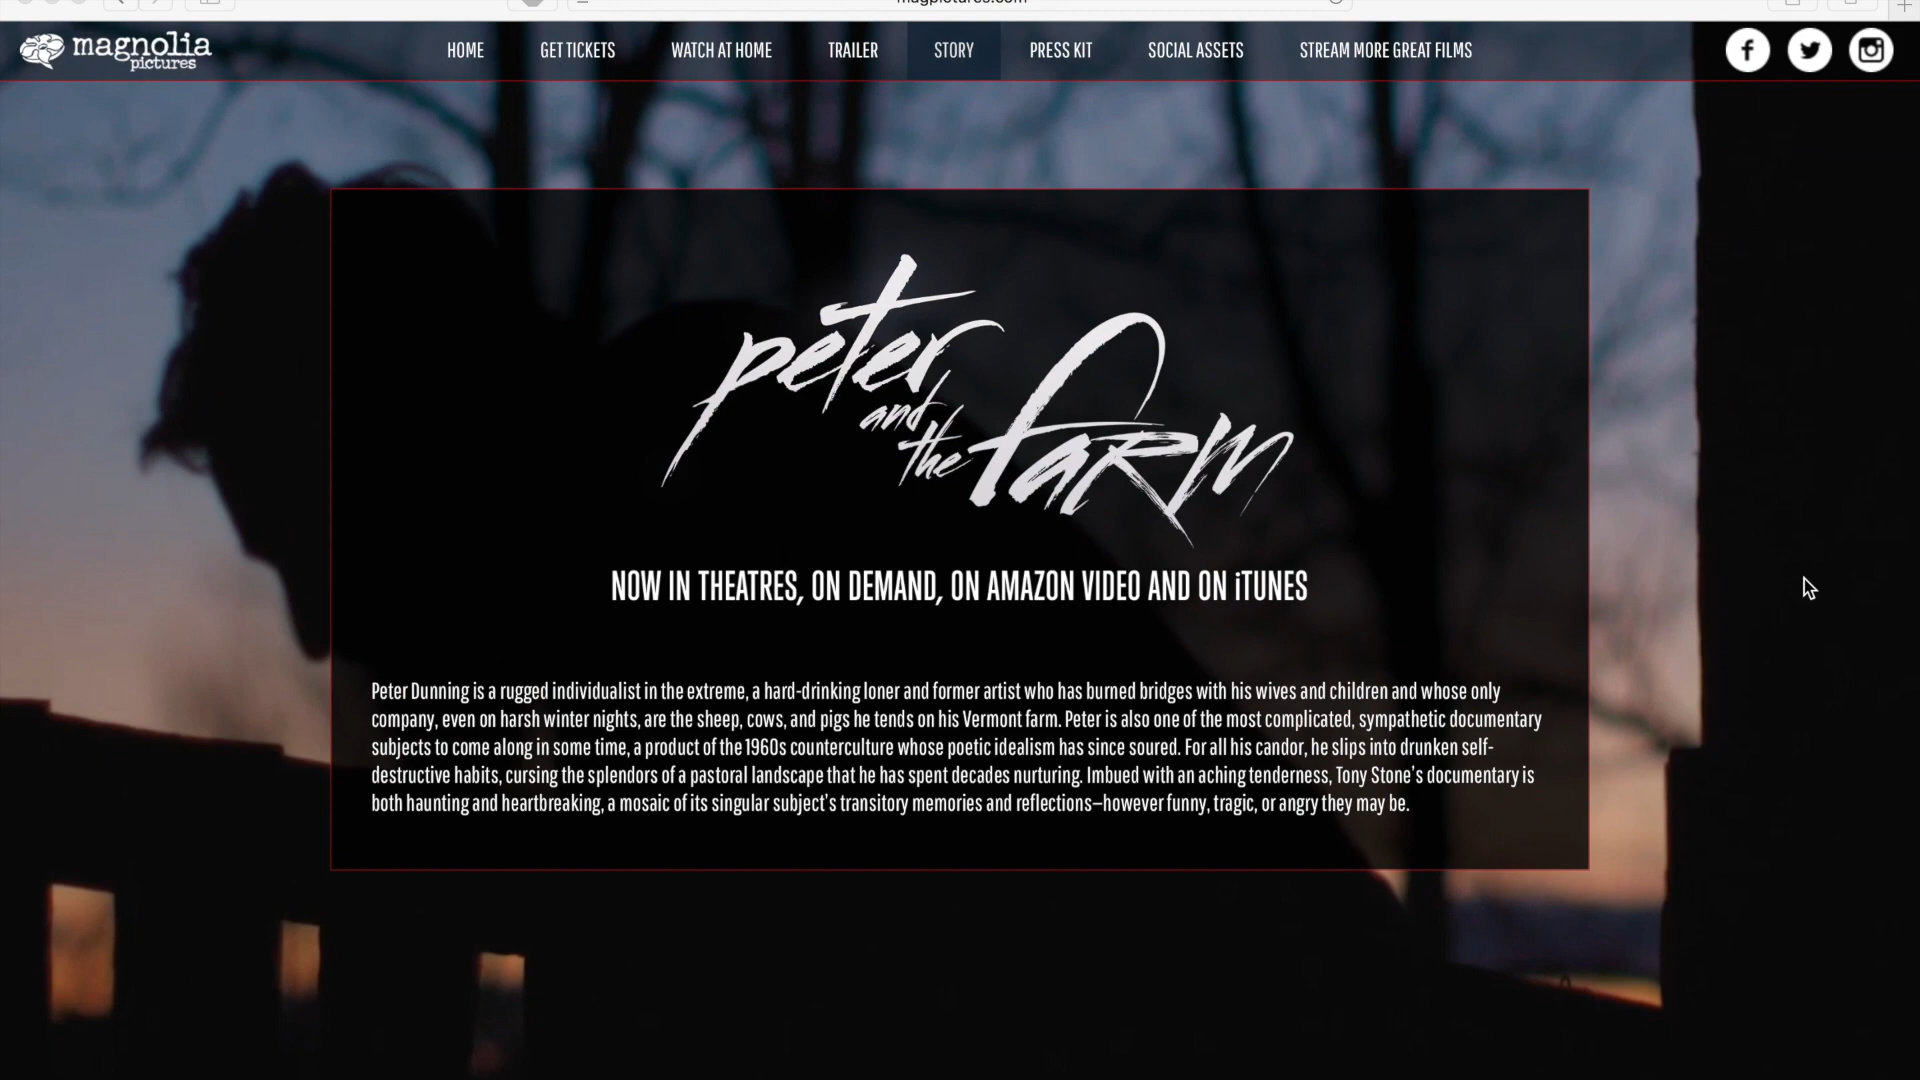 magnolia
pictures
HOME GET TICKETS WATCH AT HOME TRAILER STORY PRESS KIT SOCIAL ASSETS STREAM MORE GREAT FILMS
peter
and
the farm
NOW IN THEATRES, ON DEMAND, ON AMAZON VIDEO AND ON iTUNES
Peter Dunning is a rugged individualist in the extreme, a hard-drinking loner and former artist who has burned bridges with his wives and children and whose only
company, even on harsh winter nights, are the sheep, cows, and pigs he tends on his Vermont farm. Peter is also one of the most complicated, sympathetic documentary
subjects to come along in some time, a product of the 1960s counterculture whose poetic idealism has since soured. For all his candor, he slips into drunken self-
destructive habits, cursing the splendors of a pastoral landscape that he has spent decades nurturing. Imbued with an aching tenderness, Tony Stone's documentary is
both haunting and heartbreaking, a mosaic of its singular subject's transitory memories and reflections—however funny, tragic, or angry they may be.